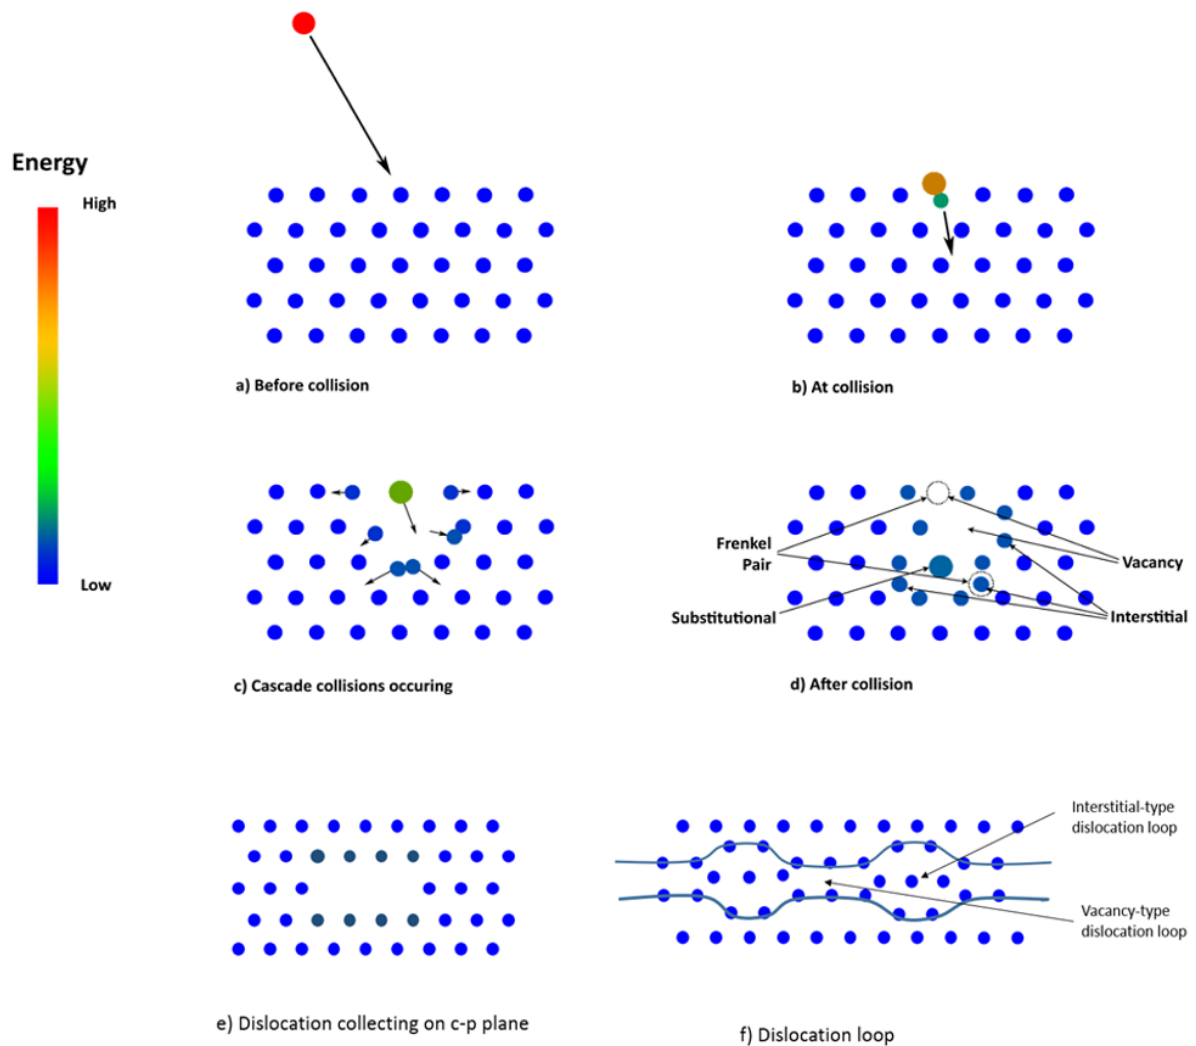 Energy
High
Low
a) Before collision
b) At collision
c) Cascade collisions occuring
Frenkel
Pair
Substitutional
Vacancy
Interstitial
d) After collision
e) Dislocation collecting on c-p plane
Interstitial-type
dislocation loop
Vacancy-type
dislocation loop
f) Dislocation loop